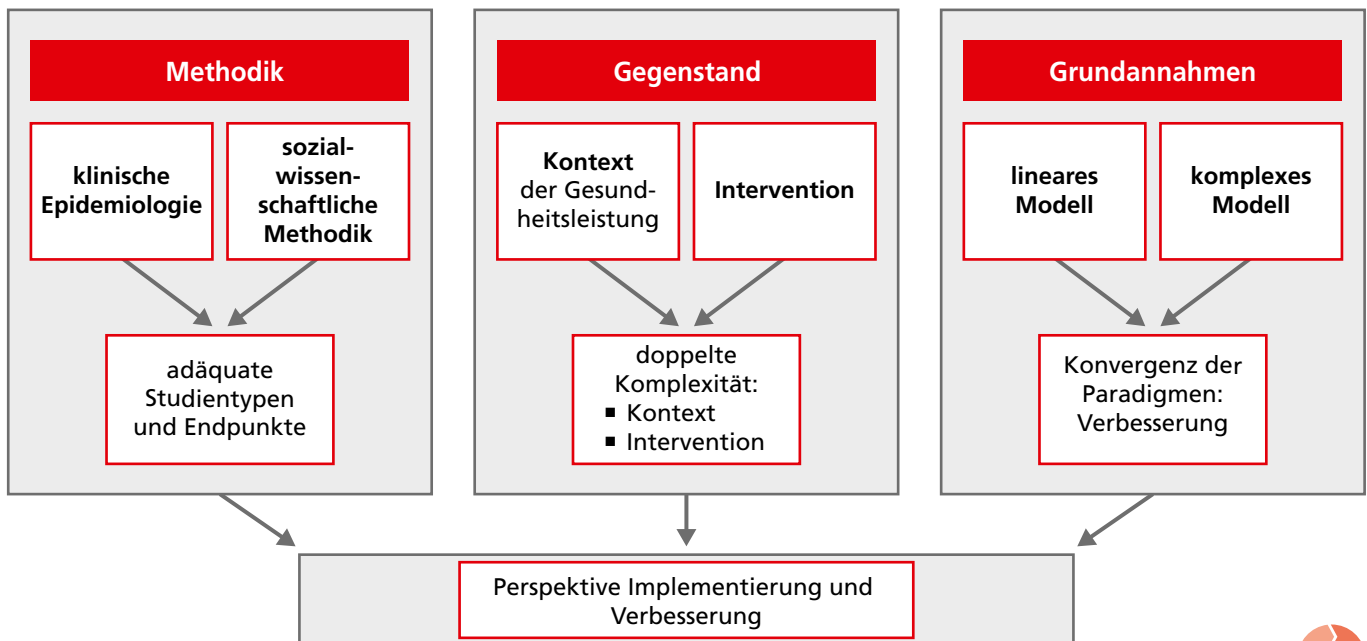 Methodik
klinische
Epidemiologie
sozial-
wissen-
schaftliche
Methodik
adäquate
Studientypen
und Endpunkte
Gegenstand
Kontext
der Gesund-
heitsleistung
Intervention
doppelte
Komplexität:
▪ Kontext
▪ Intervention
Grundannahmen
lineares
Modell
komplexes
Modell
Konvergenz der
Paradigmen:
Verbesserung
Perspektive Implementierung und
Verbesserung